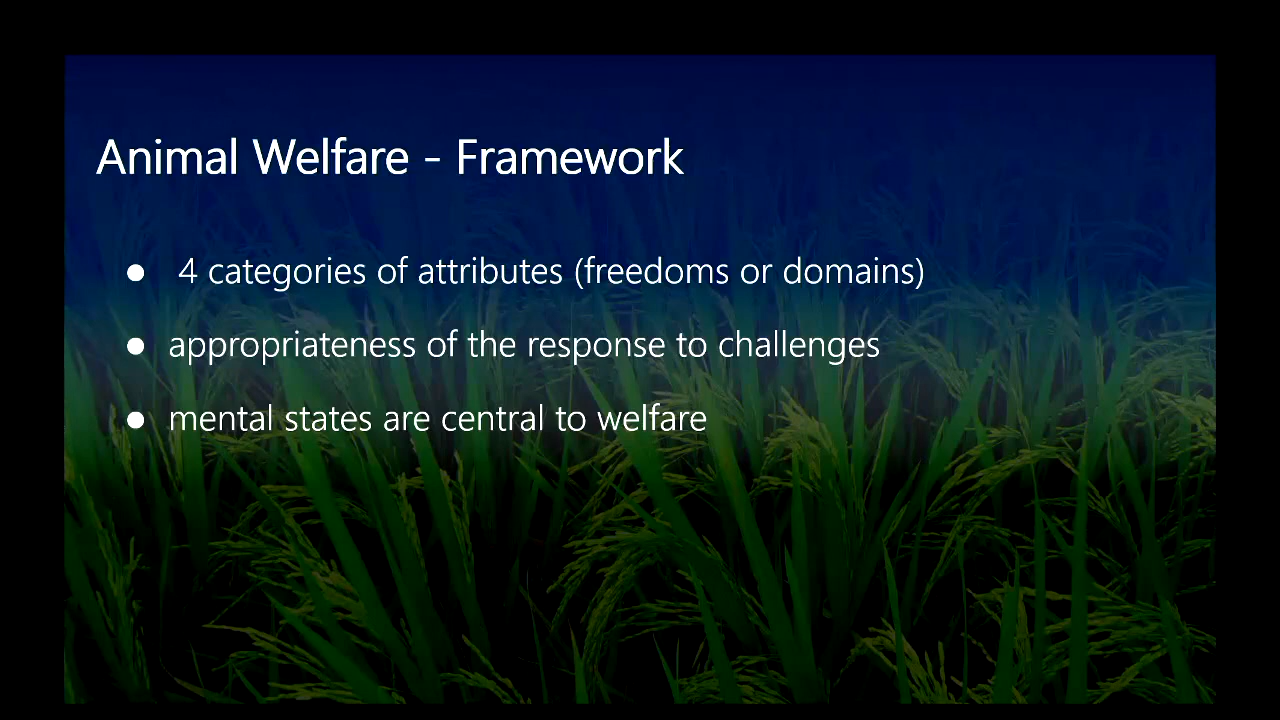 Animal Welfare - Framework
● 4 categories of attributes (freedoms or domains)
● appropriateness of the response to challenges
● mental states are central to welfare